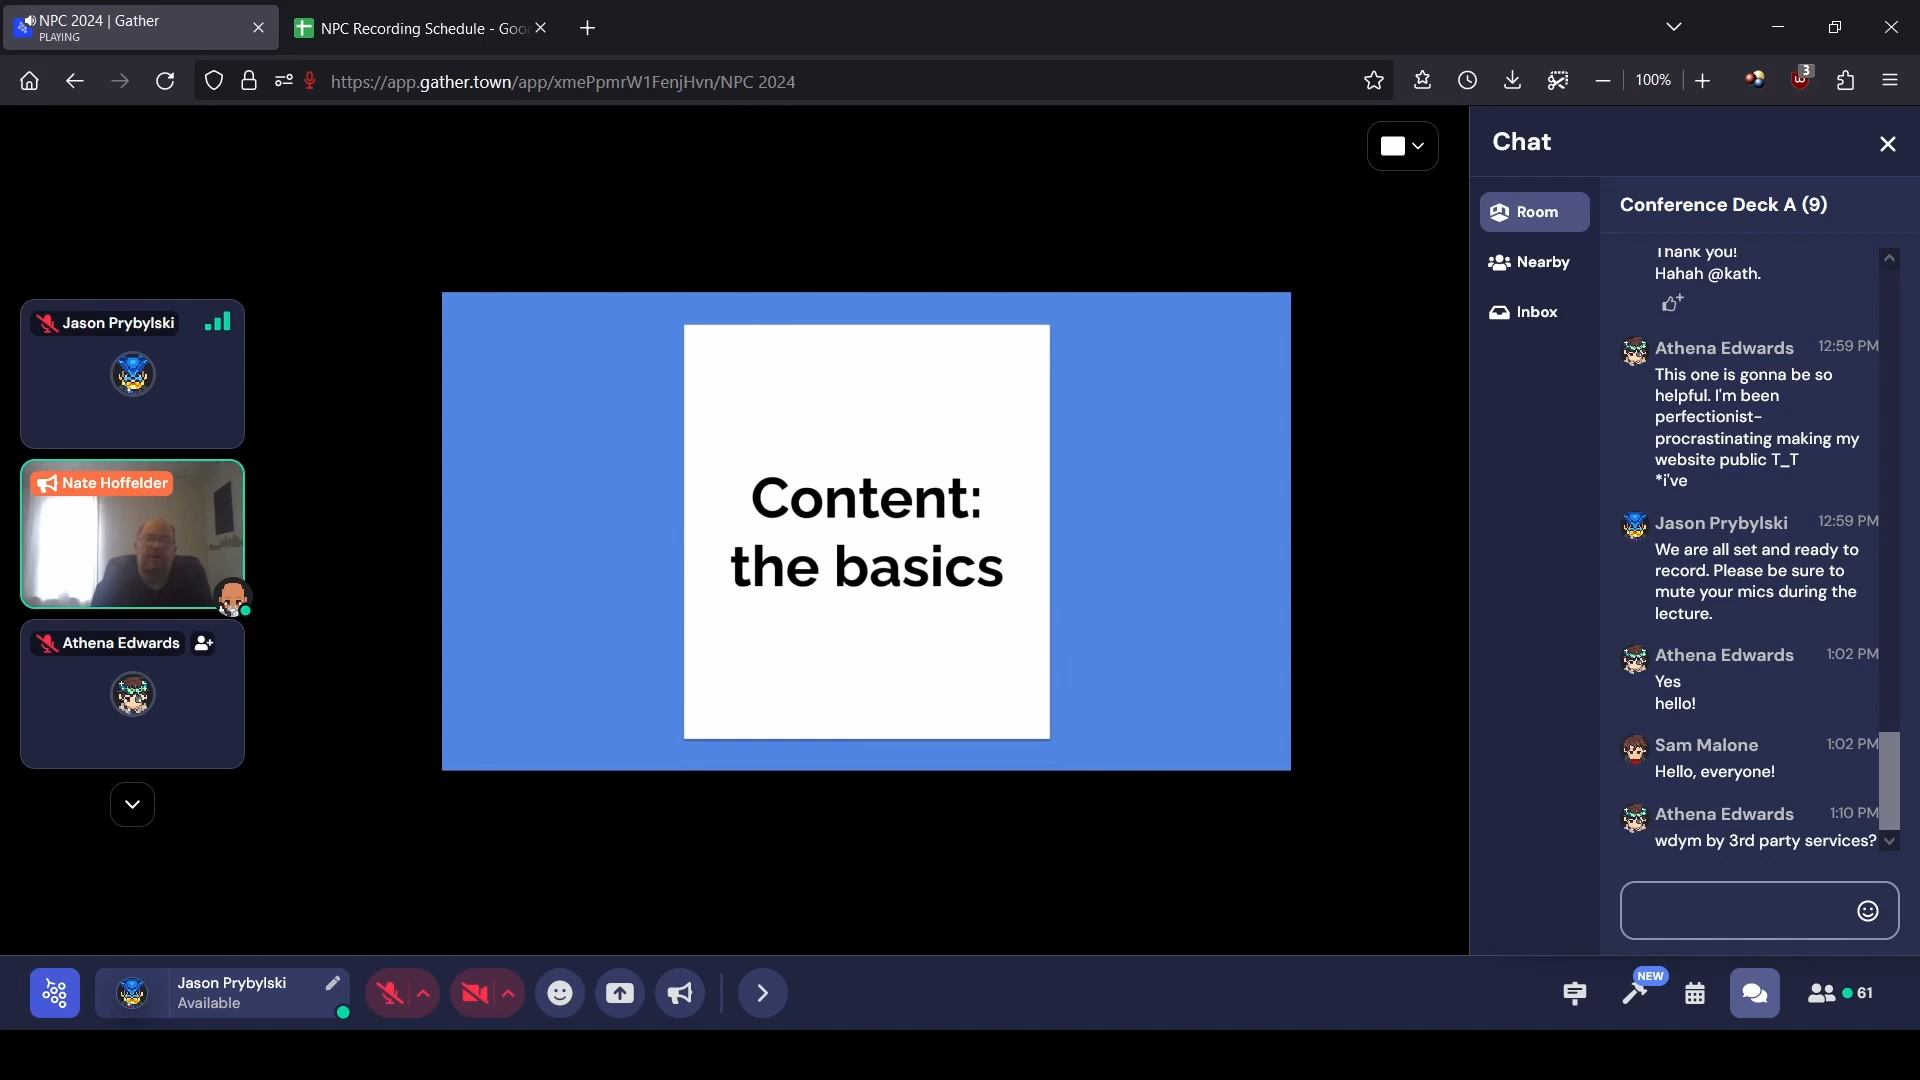 NPC 2024 | Gather
PLAYING
NPC Recording Schedule - Goo
https://app.gather.town/app/xmePpmrW1FenjHvn/NPC 2024
100%
3
Chat
Room
Nearby
Inbox
Conference Deck A (9)
Thank you!
Hahah @kath.
Athena Edwards 12:59 PM
This one is gonna be so
helpful. I'm been
perfectionist-
procrastinating making my
website public T_T
*i've
Jason Prybylski 12:59 PM
We are all set and ready to
record. Please be sure to
mute your mics during the
lecture.
Athena Edwards 1:02 PM
Yes
hello!
Sam Malone 1:02 PM
Hello, everyone!
Athena Edwards 1:10 PM
wdym by 3rd party services?
Jason Prybylski
Nate Hoffelder
Athena Edwards
Content:
the basics
Jason Prybylski
Available
NEW
61